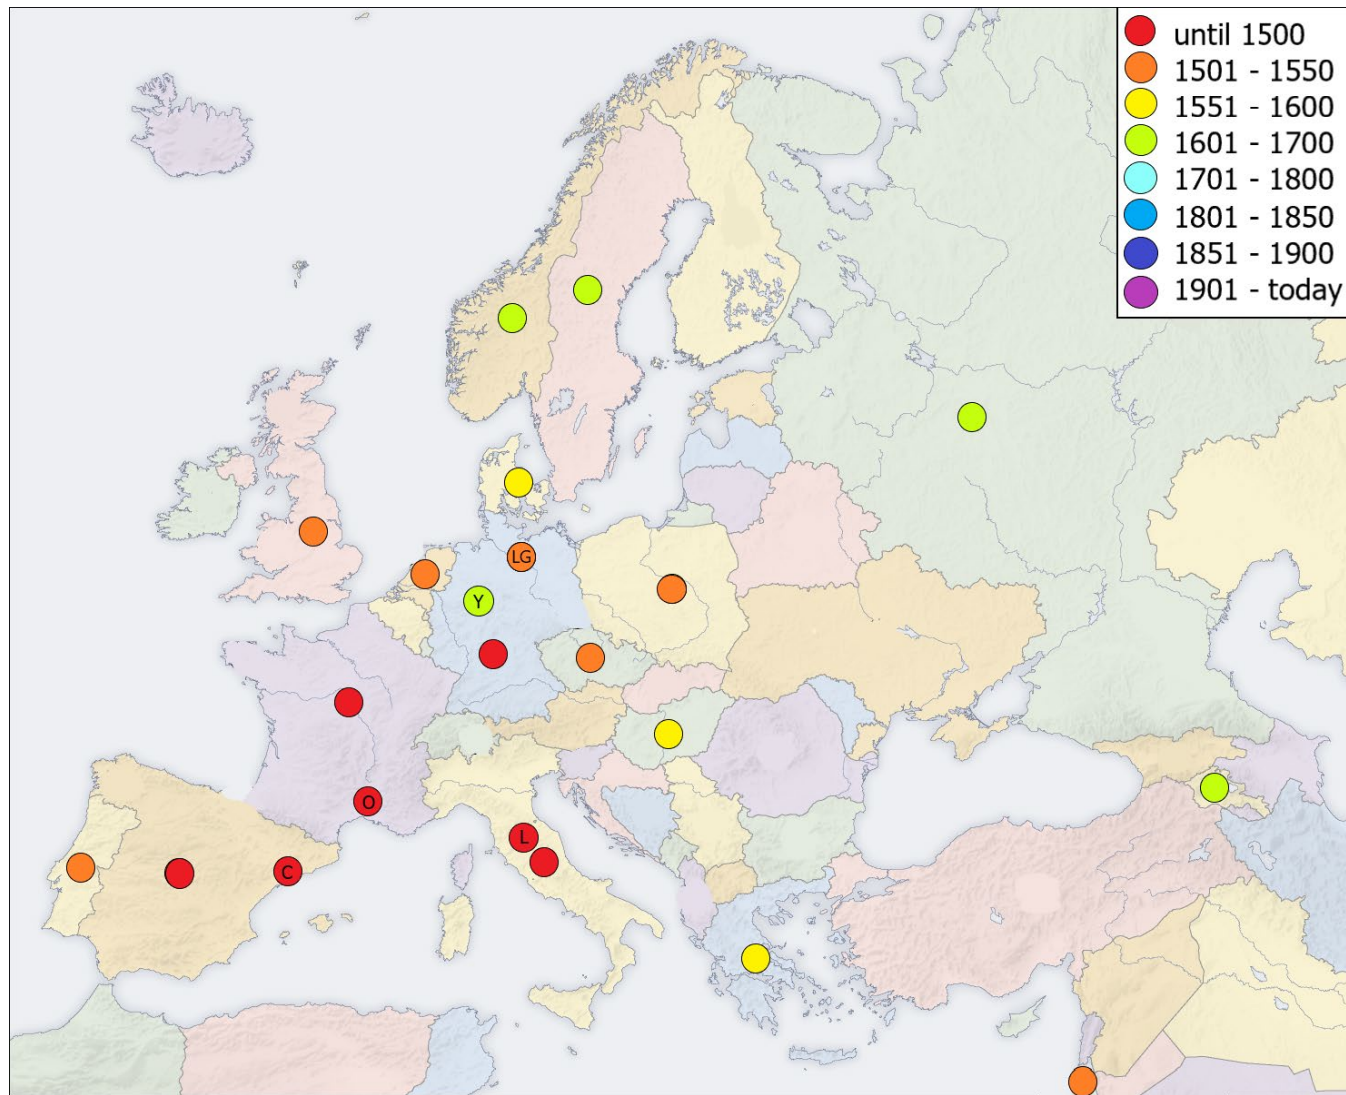 until 1500
1501 - 1550
1551 - 1600
1601 - 1700
1701 - 1800
1801 - 1850
1851 - 1900
1901 - today
LG
Y
O
L
C